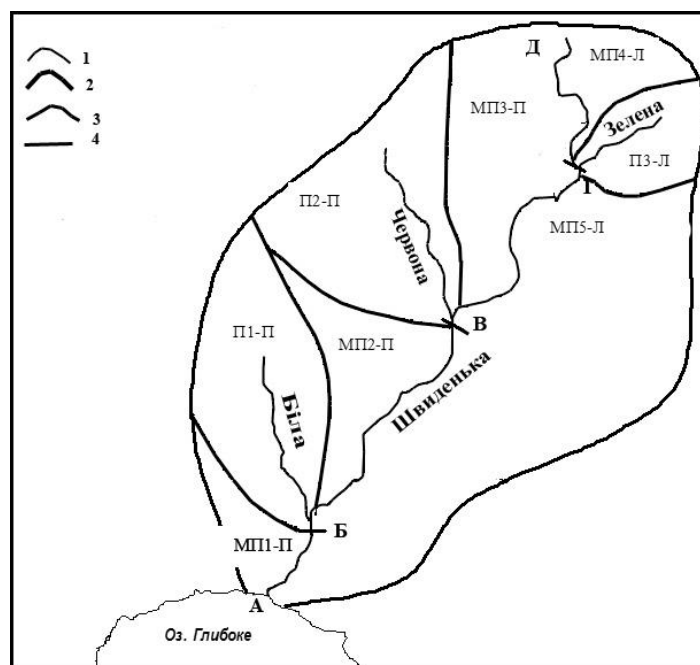 1
2
3
4
Д
МП4-Л
МП3-П
Зелена
П3-Л
Г
П2-П
МП5-Л
Червона
В
П1-П
МП2-П
Швиденька
Біла
Б
МП1-П
А
Оз. Глибоке